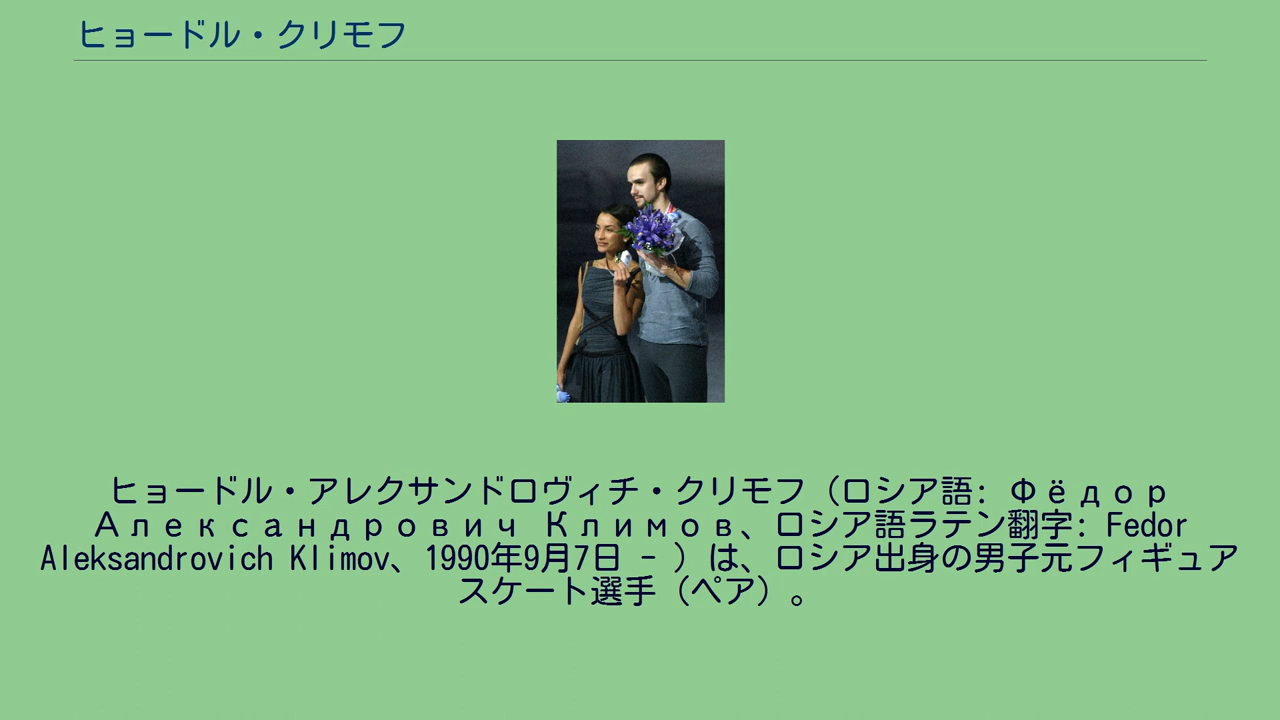 ヒョードル・クリモフ
ヒョードル・アレクサンドロヴィチ・クリモフ（ロシア語: Фёдор
Александрович Климов、ロシア語ラテン翻字: Fedor
Aleksandrovich Klimov、1990年9月7日 - ）は、ロシア出身の男子元フィギュア
スケート選手（ペア）。